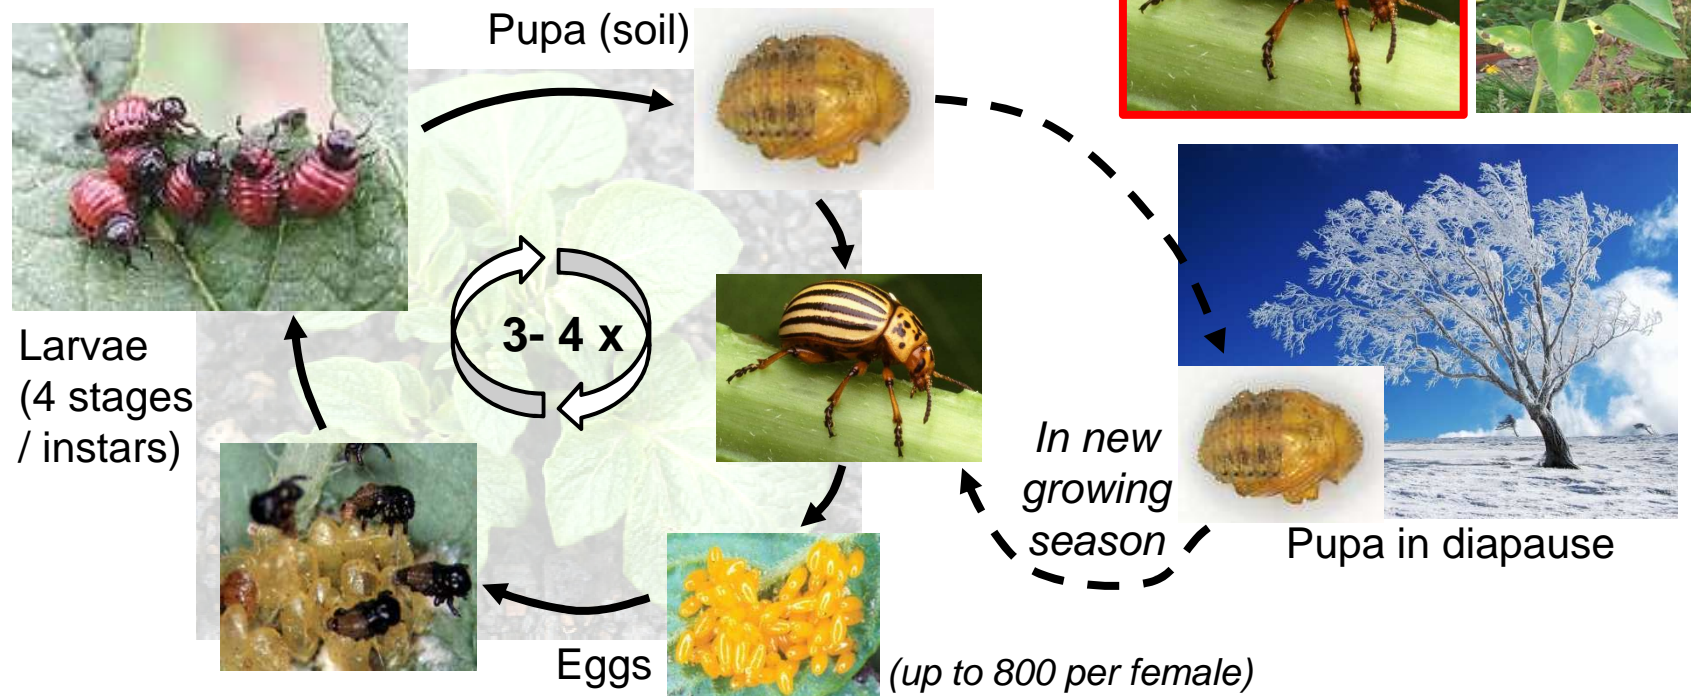 Pupa (soil)
3- 4 x
Larvae
(4 stages
/ instars)
In new
growing
season
Pupa in diapause
Eggs
(up to 800 per female)